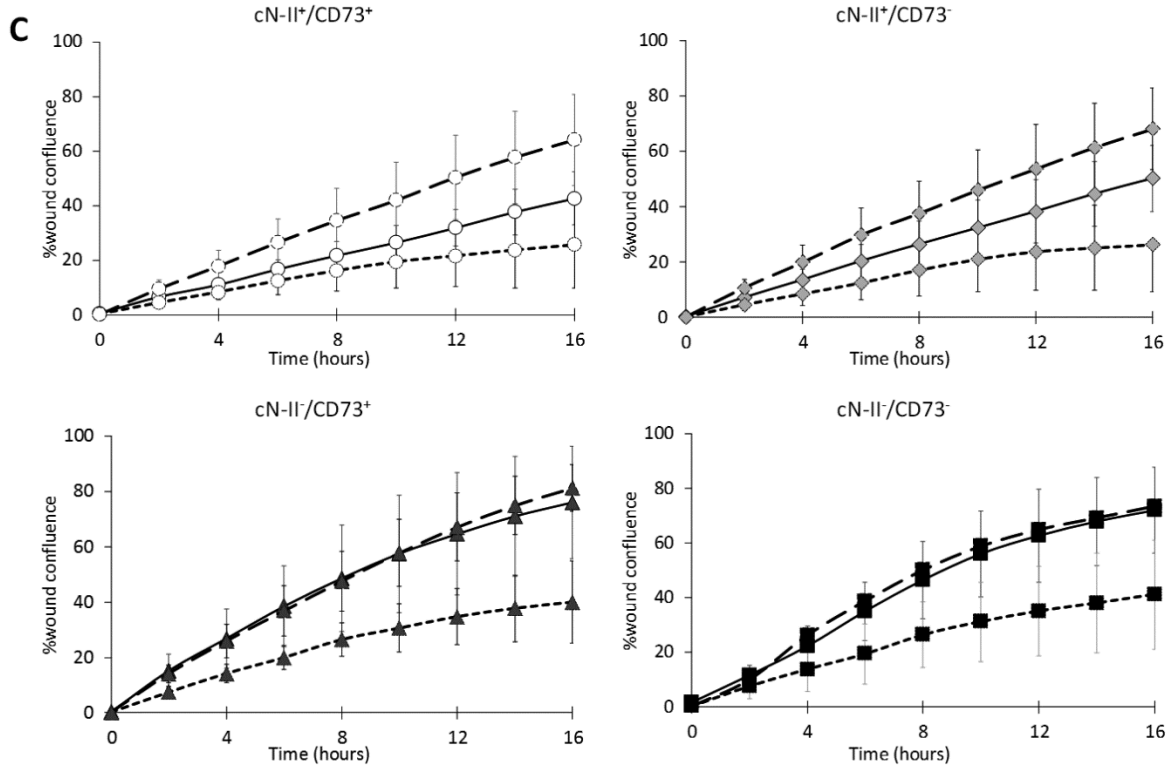 C
cN-II⁺/CD73⁺
100
80
60
40
20
0
%wound confluence
0 4 8 12 16
Time (hours)
cN-II⁺/CD73⁻
100
80
60
40
20
0
%wound confluence
0 4 8 12 16
Time (hours)
cN-II⁻/CD73⁺
100
80
60
40
20
0
%wound confluence
0 4 8 12 16
Time (hours)
cN-II⁻/CD73⁻
100
80
60
40
20
0
%wound confluence
0 4 8 12 16
Time (hours)